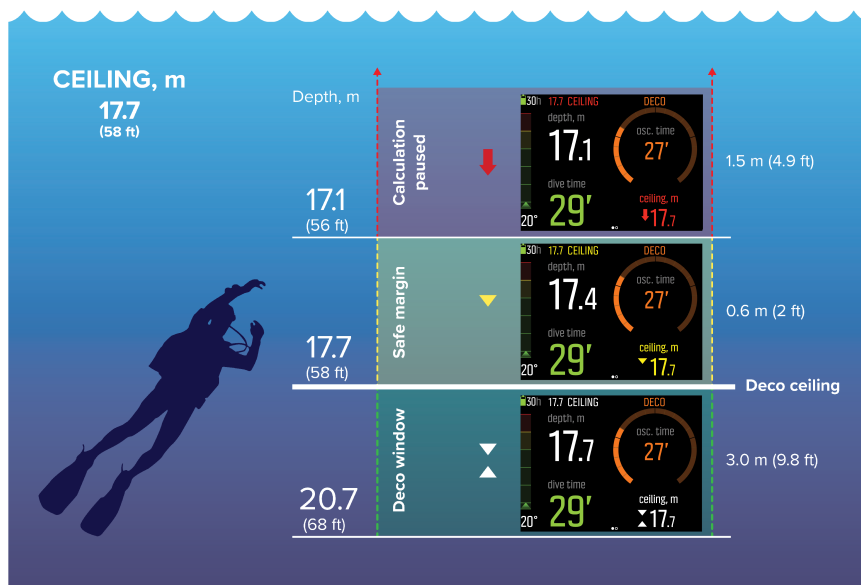 CEILING, m
17.7
(58 ft)
Depth, m
17.1
(56 ft)
17.7
(58 ft)
20.7
(68 ft)
Calculation
paused
30h 17.7 CEILING DECO
depth, m
17.1
asc. time
27'
dive time
29'
20°
ceiling, m
17.7
1.5 m (4.9 ft)
Safe margin
30h 17.7 CEILING DECO
depth, m
17.4
asc. time
27'
dive time
29'
20°
ceiling, m
17.7
0.6 m (2 ft)
Deco ceiling
Deco window
30h 17.7 CEILING DECO
depth, m
17.7
asc. time
27'
dive time
29'
20°
ceiling, m
17.7
3.0 m (9.8 ft)